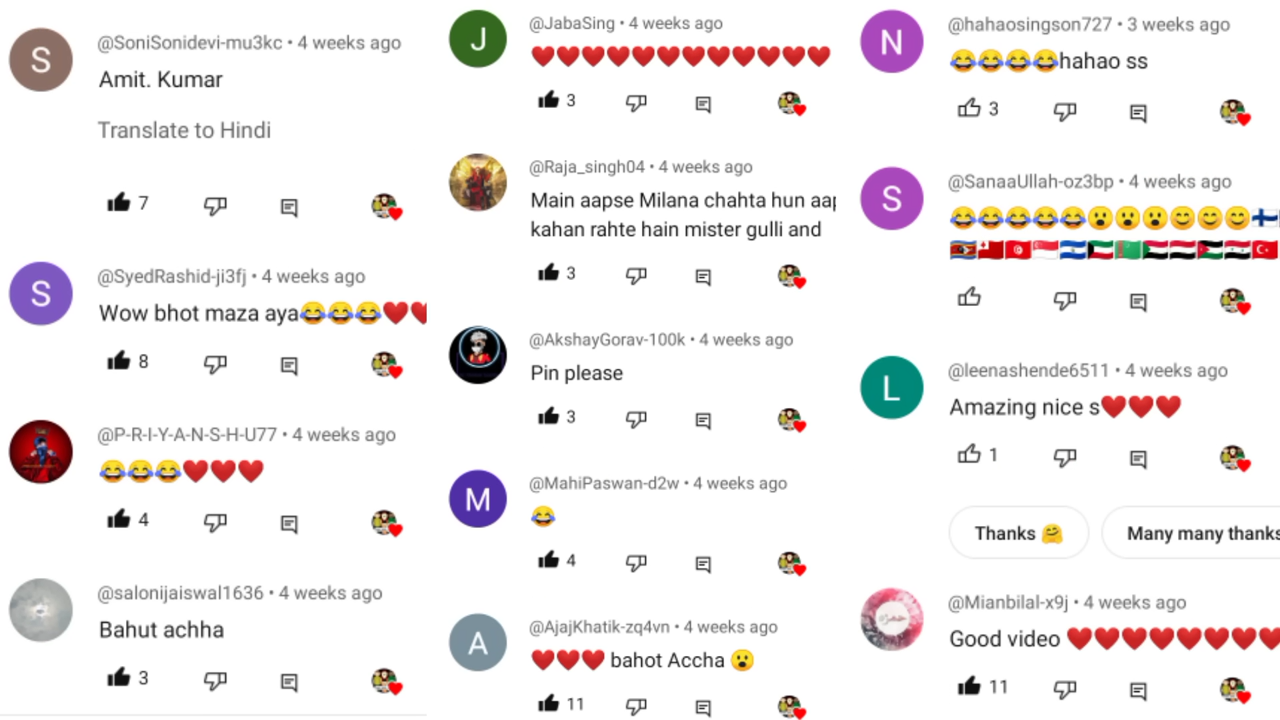 S
@SoniSonidevi-mu3kc • 4 weeks ago
Amit. Kumar
Translate to Hindi
7
S
@SyedRashid-ji3fj • 4 weeks ago
Wow bhot maza aya😂😂😂❤️❤️
8
@P-R-I-Y-A-N-S-H-U77 • 4 weeks ago
😂😂😂❤️❤️❤️
4
@salonijaiswal1636 • 4 weeks ago
Bahut achha
3
J
@JabaSing • 4 weeks ago
❤️❤️❤️❤️❤️❤️❤️❤️❤️❤️❤️❤️
3
@Raja_singh04 • 4 weeks ago
Main aapse Milana chahta hun aap
kahan rahte hain mister gulli and
3
@AkshayGorav-100k • 4 weeks ago
Pin please
3
M
@MahiPaswan-d2w • 4 weeks ago
😂
4
A
@AjajKhatik-zq4vn • 4 weeks ago
❤️❤️❤️ bahot Accha 😮
11
N
@hahaosingson727 • 3 weeks ago
😂😂😂😂hahao ss
3
S
@SanaaUllah-oz3bp • 4 weeks ago
😂😂😂😂😂😮😮😮😊😊😊🇫🇮
🇸🇿🇹🇴🇹🇳🇸🇬🇸🇻🇰🇼🇹🇲🇸🇩🇾🇪🇯🇴🇸🇾🇹🇷
L
@leenashende6511 • 4 weeks ago
Amazing nice s❤️❤️❤️
1
Thanks 🤗
Many many thanks
@Mianbilal-x9j • 4 weeks ago
Good video ❤️❤️❤️❤️❤️❤️❤️❤️
11